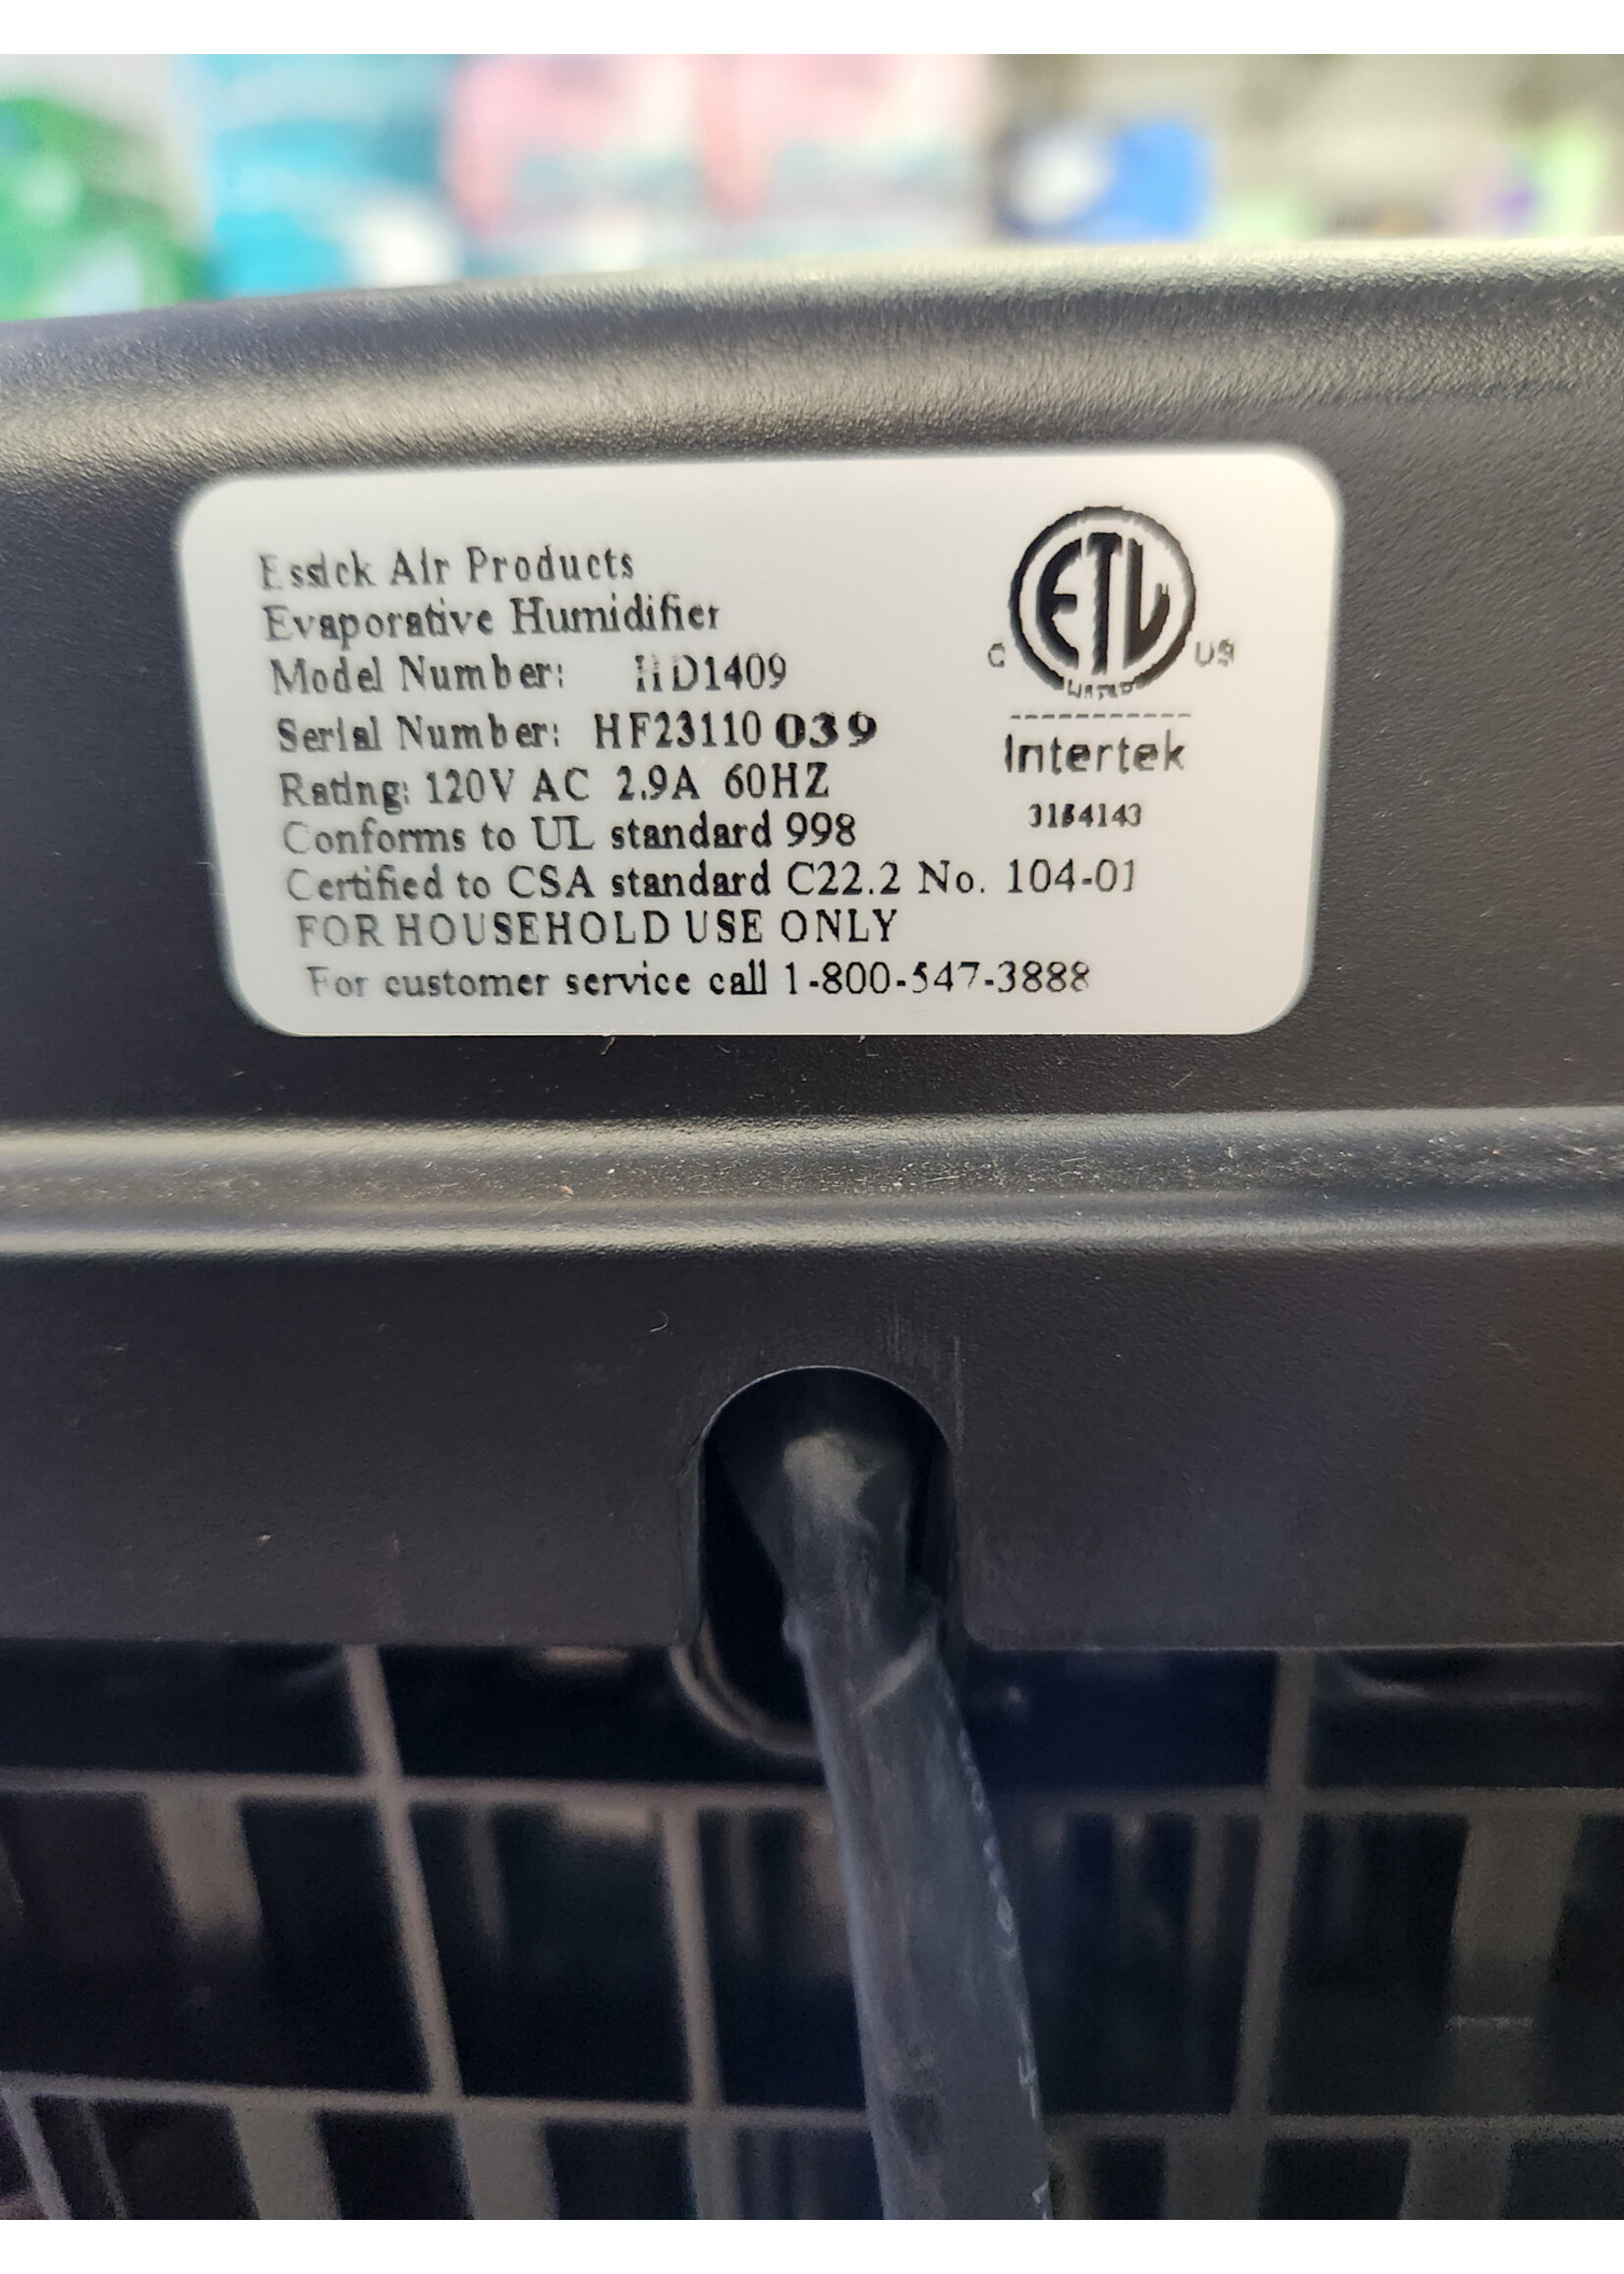 Essick Air Products
Evaporative Humidifier
Model Number: HD1409
Serial Number: HF23110 039
Rating: 120V AC 2.9A 60HZ
Conforms to UL standard 998
Certified to CSA standard C22.2 No. 104-01
FOR HOUSEHOLD USE ONLY
For customer service call 1-800-547-3888
ETL
C US
LISTED
Intertek